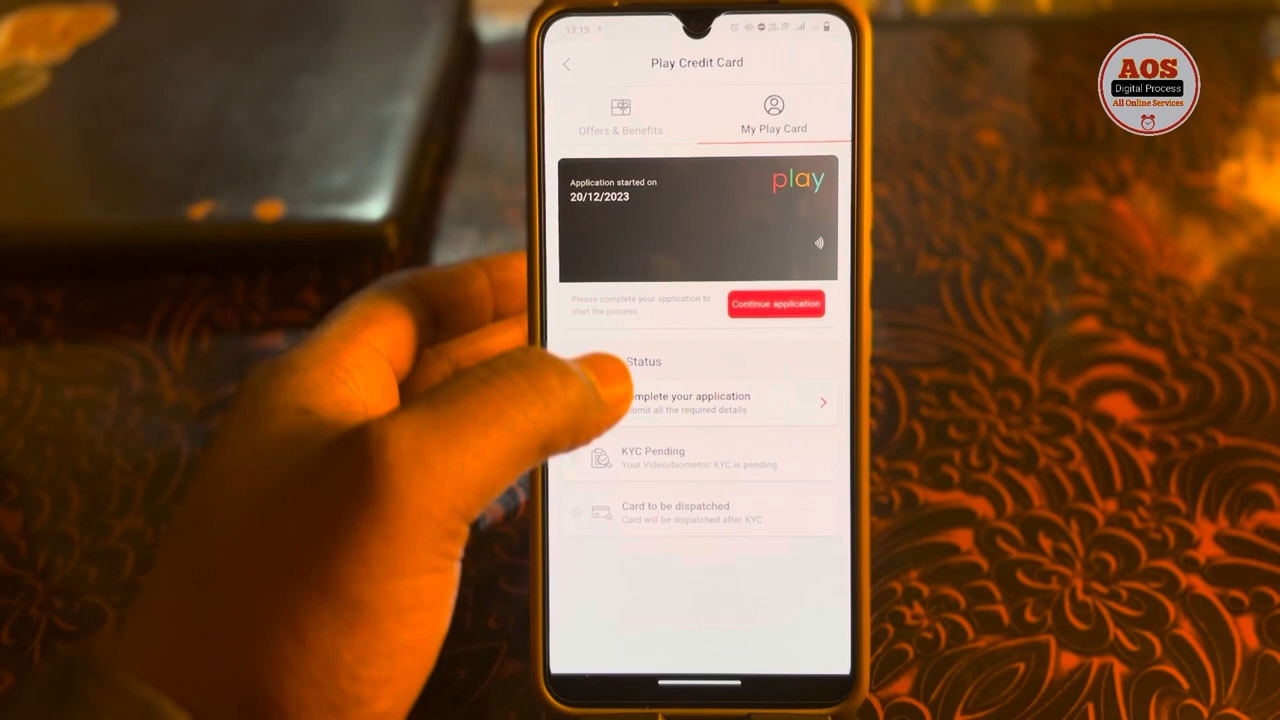 13:15
Play Credit Card
Offers & Benefits
My Play Card
Application started on
20/12/2023
play
Please complete your application to
start the process
Continue application
Status
mplete your application
bmit all the required details
KYC Pending
Your Video/biometric KYC is pending
Card to be dispatched
Card will be dispatched after KYC
AOS
Digital Process
All Online Services